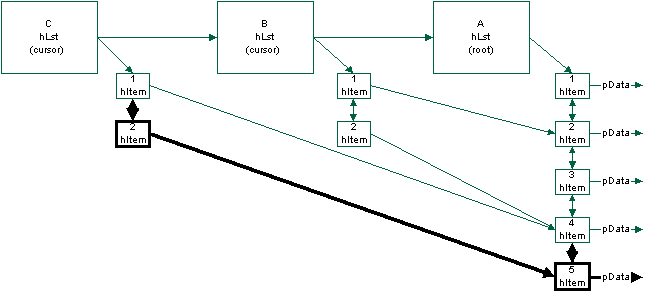 C
hLst
(cursor)
B
hLst
(cursor)
A
hLst
(root)
1
hItem
1
hItem
1
hItem
pData
2
hItem
2
hItem
2
hItem
pData
3
hItem
pData
4
hItem
pData
5
hItem
pData